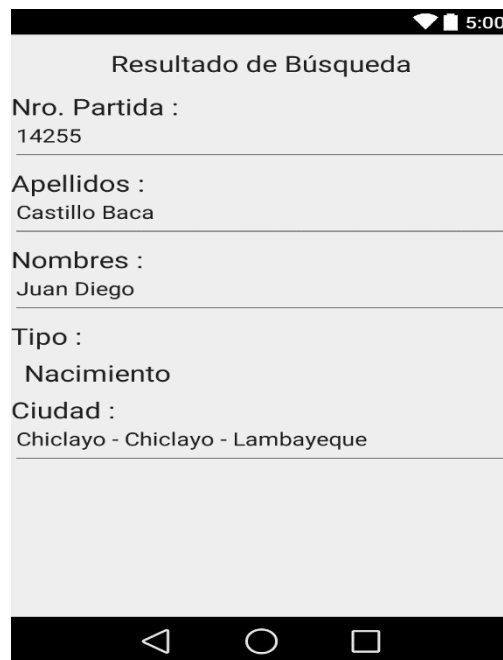 5:00
Resultado de Búsqueda
Nro. Partida :
14255
Apellidos :
Castillo Baca
Nombres :
Juan Diego
Tipo :
Nacimiento
Ciudad :
Chiclayo - Chiclayo - Lambayeque